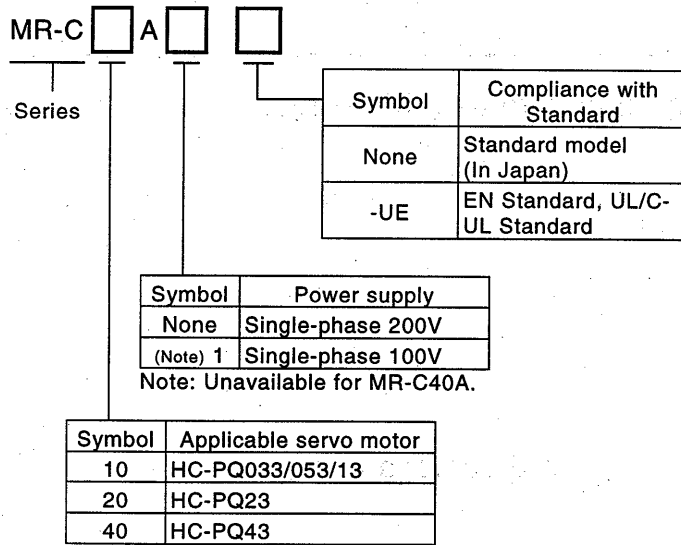 MR-C A
Series
Symbol Compliance with
Standard
None Standard model
(In Japan)
-UE EN Standard, UL/C-
UL Standard
Symbol Power supply
None Single-phase 200V
(Note) 1 Single-phase 100V
Note: Unavailable for MR-C40A.
Symbol Applicable servo motor
10 HC-PQ033/053/13
20 HC-PQ23
40 HC-PQ43